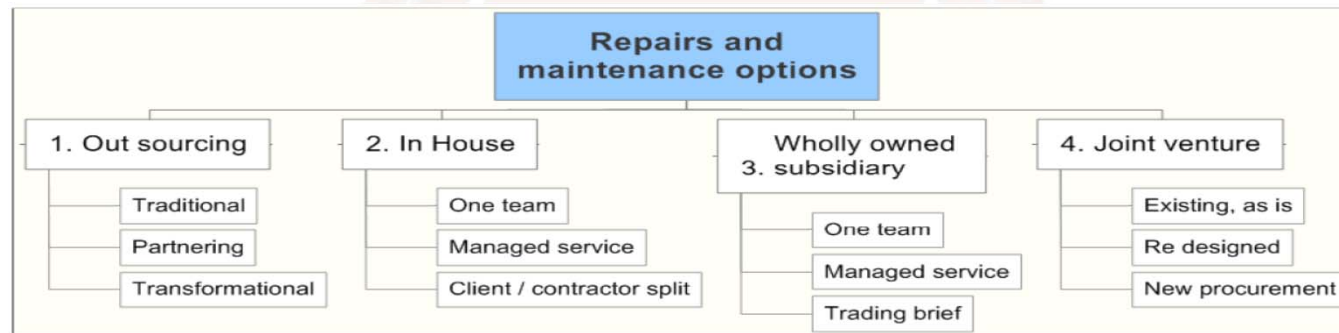 Repairs and
maintenance options
1. Out sourcing
Traditional
Partnering
Transformational
2. In House
One team
Managed service
Client / contractor split
Wholly owned
3. subsidiary
One team
Managed service
Trading brief
4. Joint venture
Existing, as is
Re designed
New procurement